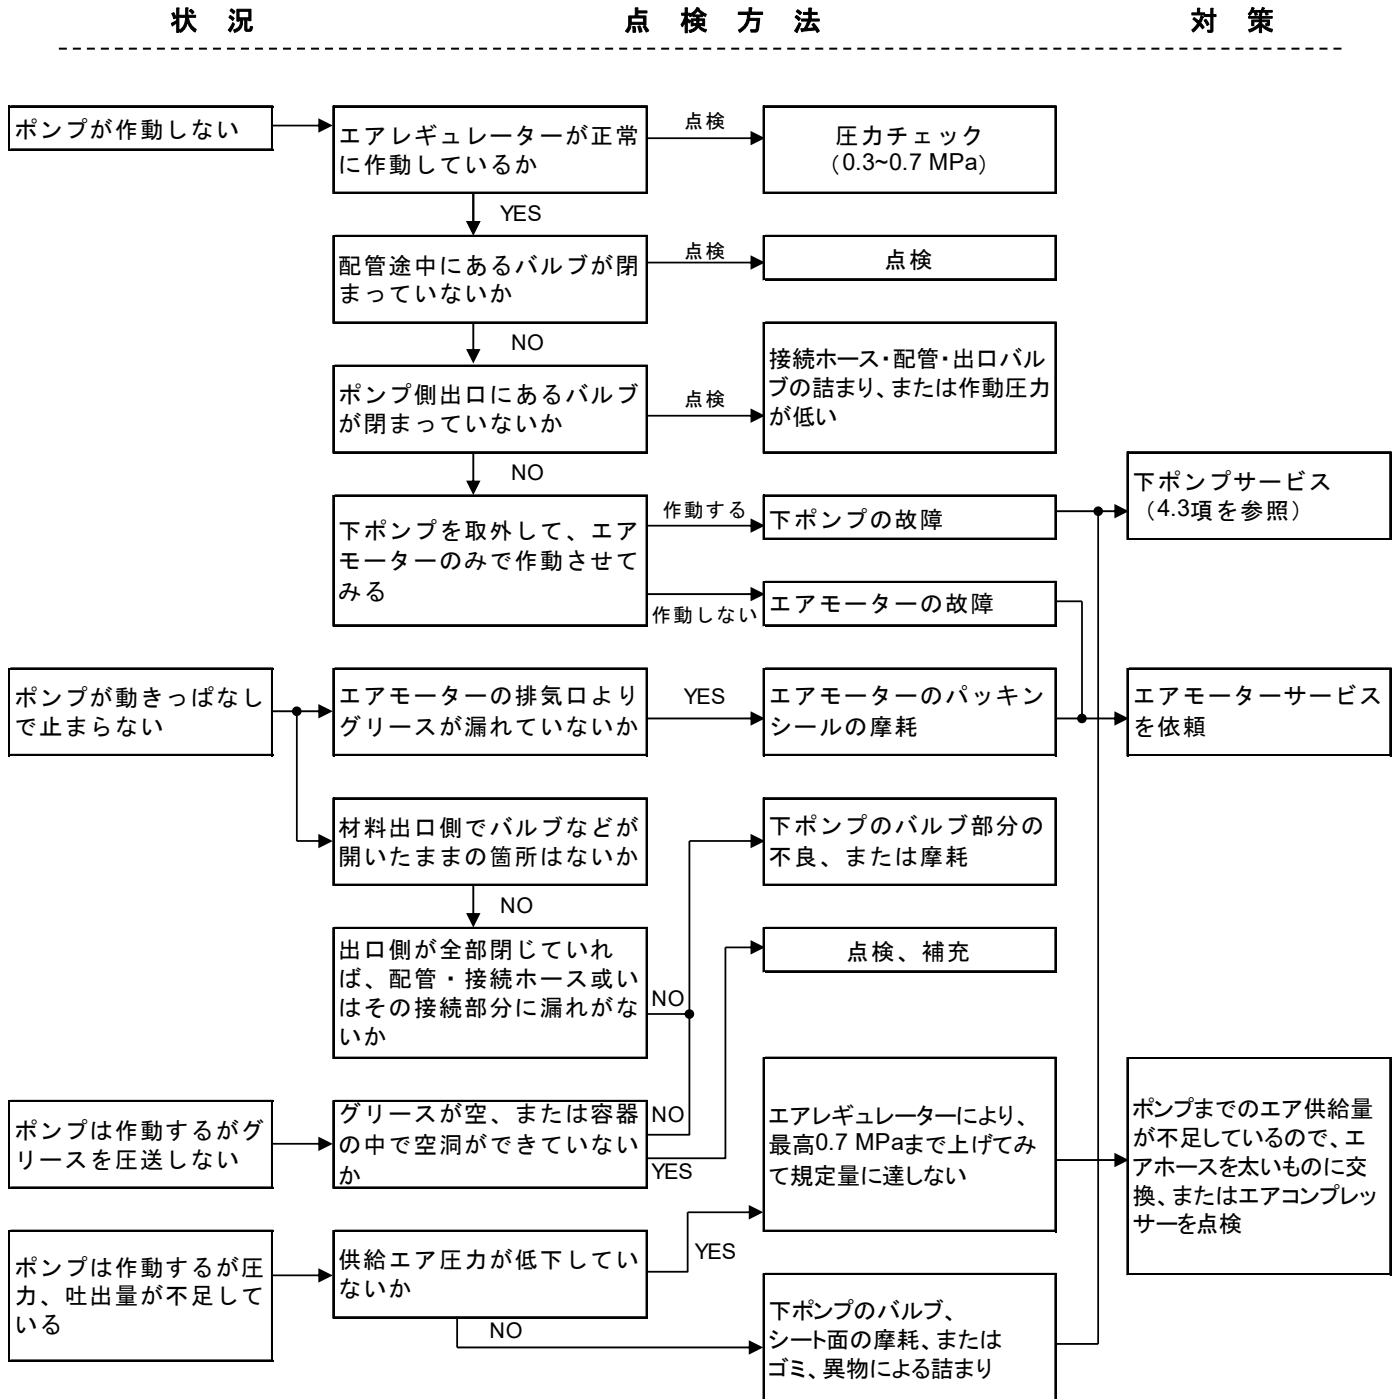 状況 点検方法 対策
ポンプが作動しない
エアレギュレーターが正常
に作動しているか
点検
圧力チェック
（0.3~0.7 MPa）
YES
配管途中にあるバルブが閉
まっていないか
点検
点検
NO
ポンプ側出口にあるバルブ
が閉まっていないか
点検
接続ホース・配管・出口バル
ブの詰まり、または作動圧力
が低い
NO
下ポンプを取外して、エア
モーターのみで作動させて
みる
作動する
下ポンプの故障
下ポンプサービス
（4.3項を参照）
作動しない
エアモーターの故障
ポンプが動きっぱなし
で止まらない
エアモーターの排気口より
グリースが漏れていないか
YES
エアモーターのパッキン
シールの摩耗
エアモーターサービス
を依頼
材料出口側でバルブなどが
開いたままの箇所はないか
下ポンプのバルブ部分の
不良、または摩耗
NO
出口側が全部閉じていれ
ば、配管・接続ホース或い
はその接続部分に漏れがな
いか
NO
点検、補充
ポンプは作動するがグ
リースを圧送しない
グリースが空、または容器
の中で空洞ができていない
か
NO
YES
エアレギュレーターにより、
最高0.7 MPaまで上げてみ
て規定量に達しない
ポンプまでのエア供給量
が不足しているので、エ
アホースを太いものに交
換、またはエアコンプレッ
サーを点検
ポンプは作動するが圧
力、吐出量が不足して
いる
供給エア圧力が低下してい
ないか
YES
NO
下ポンプのバルブ、
シート面の摩耗、または
ゴミ、異物による詰まり